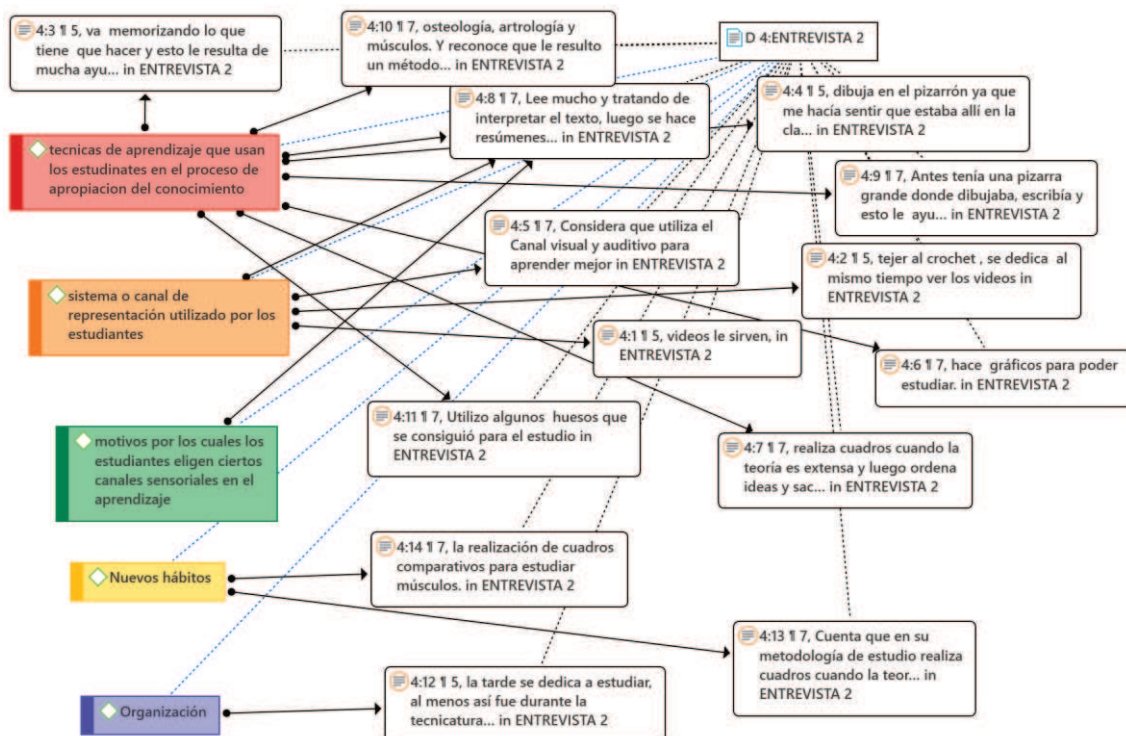 4:3 ¶ 5, va memorizando lo que
tiene que hacer y esto le resulta de
mucha ayu... in ENTREVISTA 2
4:10 ¶ 7, osteología, artrología y
músculos. Y reconoce que le resulto
un método... in ENTREVISTA 2
D 4:ENTREVISTA 2
4:8 ¶ 7, Lee mucho y tratando de
interpretar el texto, luego se hace
resúmenes... in ENTREVISTA 2
4:4 ¶ 5, dibuja en el pizarrón ya que
me hacía sentir que estaba allí en la
cla... in ENTREVISTA 2
tecnicas de aprendizaje que usan
los estudinates en el proceso de
apropiacion del conocimiento
4:9 ¶ 7, Antes tenía una pizarra
grande donde dibujaba, escribía y
esto le ayu... in ENTREVISTA 2
4:5 ¶ 7, Considera que utiliza el
Canal visual y auditivo para
aprender mejor in ENTREVISTA 2
4:2 ¶ 5, tejer al crochet , se dedica al
mismo tiempo ver los videos in
ENTREVISTA 2
sistema o canal de
representación utilizado por los
estudiantes
4:1 ¶ 5, videos le sirven, in
ENTREVISTA 2
4:6 ¶ 7, hace gráficos para poder
estudiar. in ENTREVISTA 2
4:11 ¶ 7, Utilizo algunos huesos que
se consiguió para el estudio in
ENTREVISTA 2
motivos por los cuales los
estudiantes eligen ciertos
canales sensoriales en el
aprendizaje
4:7 ¶ 7, realiza cuadros cuando la
teoría es extensa y luego ordena
ideas y sac... in ENTREVISTA 2
4:14 ¶ 7, la realización de cuadros
comparativos para estudiar
músculos. in ENTREVISTA 2
Nuevos hábitos
4:13 ¶ 7, Cuenta que en su
metodología de estudio realiza
cuadros cuando la teor... in
ENTREVISTA 2
4:12 ¶ 5, la tarde se dedica a estudiar,
al menos así fue durante la
tecnicatura... in ENTREVISTA 2
Organización